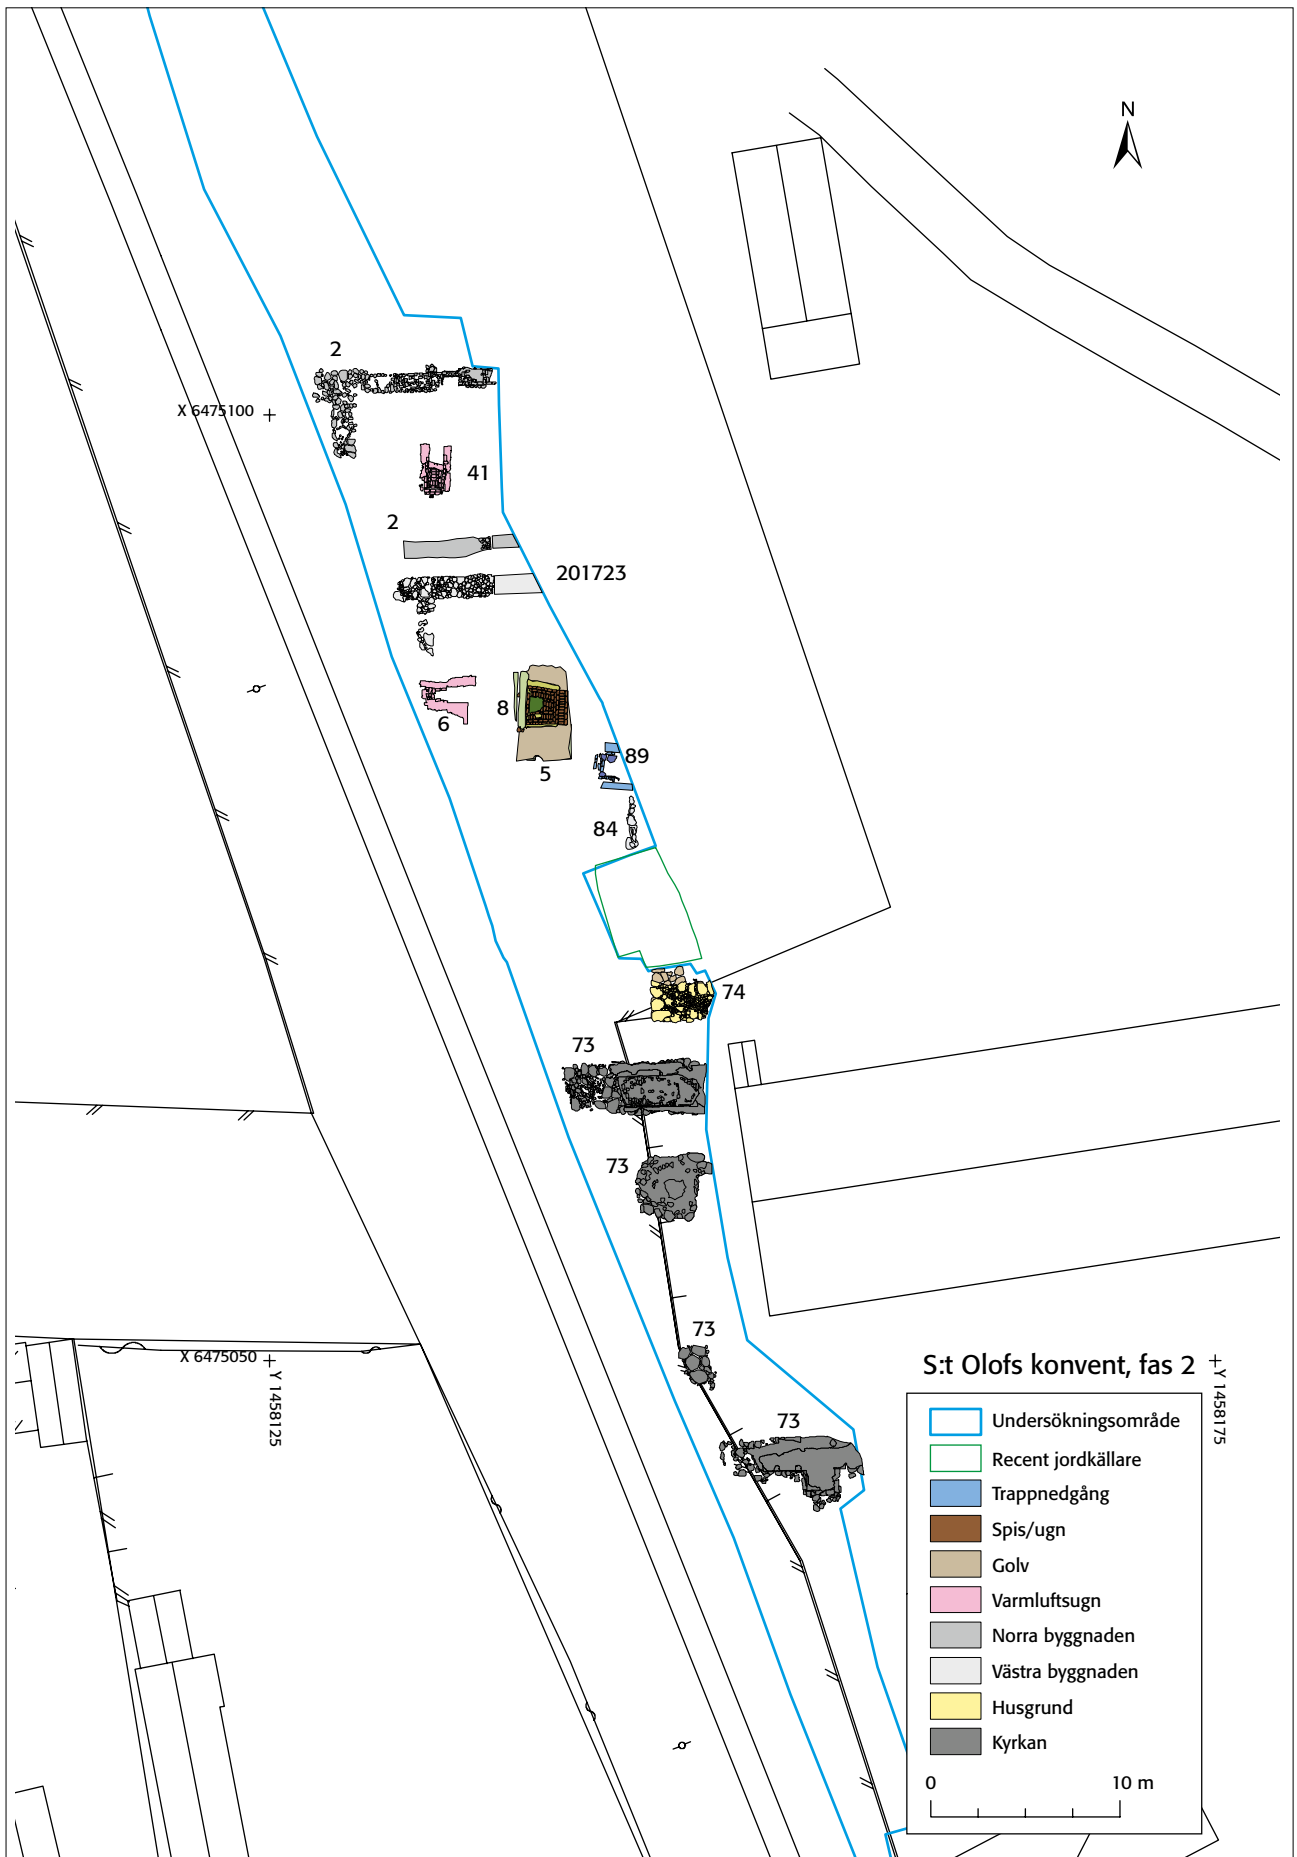 N
2
X 6475100
41
2
201723
8
6
5
89
84
74
73
73
73
X 6475050
Y 1458125
73
S:t Olofs konvent, fas 2
Y 1458175
Undersökningsområde
Recent jordkällare
Trappnedgång
Spis/ugn
Golv
Varmluftsugn
Norra byggnaden
Västra byggnaden
Husgrund
Kyrkan
0 10 m